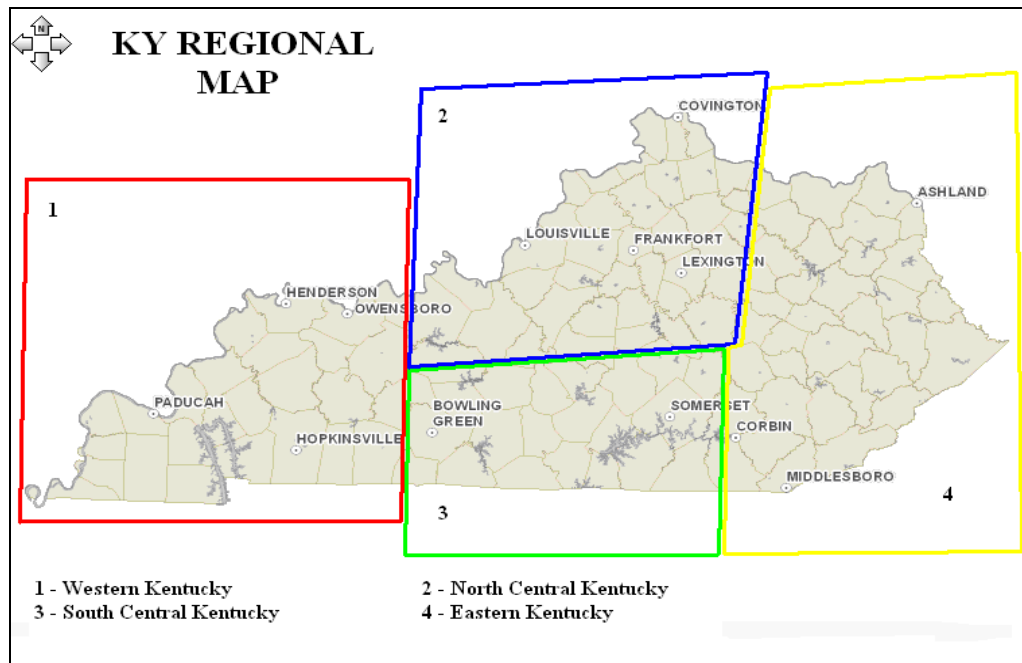 N
KY REGIONAL
MAP
2
COVINGTON
1
ASHLAND
LOUISVILLE
FRANKFORT
LEXINGTON
HENDERSON
OWENSBORO
PADUCAH
BOWLING
GREEN
SOMERSET
HOPKINSVILLE
CORBIN
MIDDLESBORO
4
3
1 - Western Kentucky
2 - North Central Kentucky
3 - South Central Kentucky
4 - Eastern Kentucky